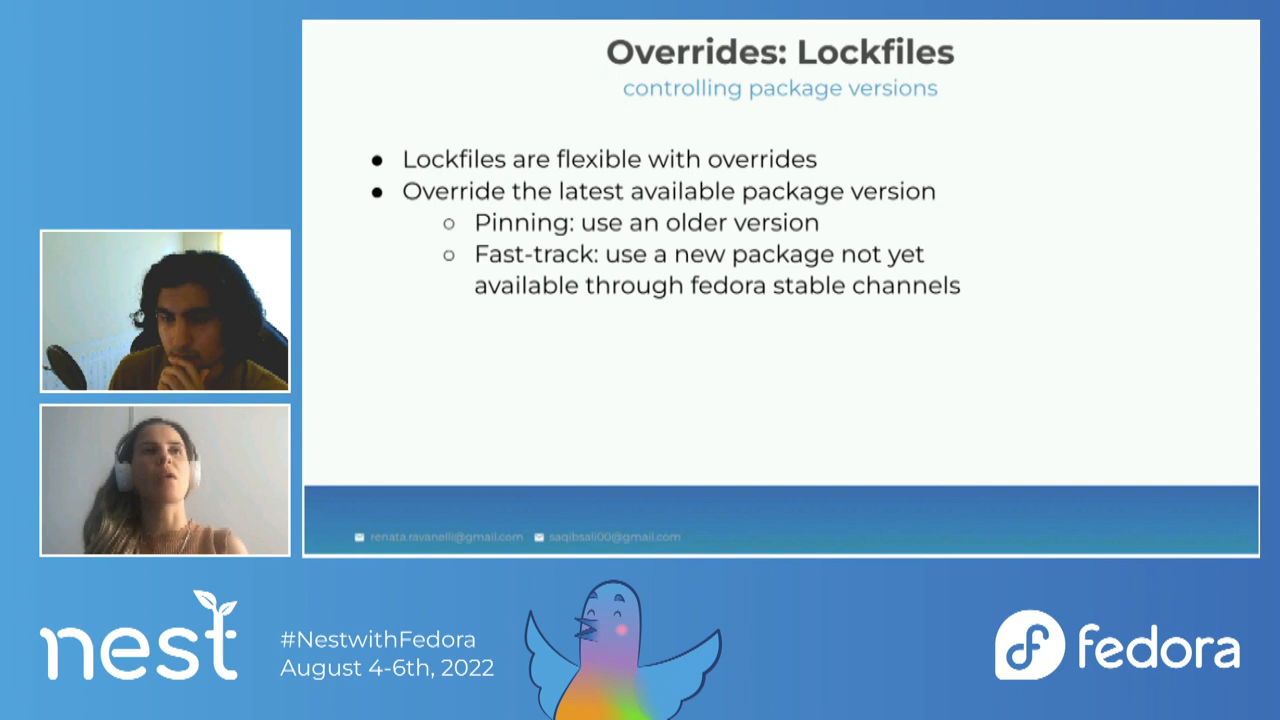 Overrides: Lockfiles
controlling package versions
● Lockfiles are flexible with overrides
● Override the latest available package version
○ Pinning: use an older version
○ Fast-track: use a new package not yet
available through fedora stable channels
renata.ravanelli@gmail.com saqibsali00@gmail.com
nest
#NestwithFedora
August 4-6th, 2022
fedora